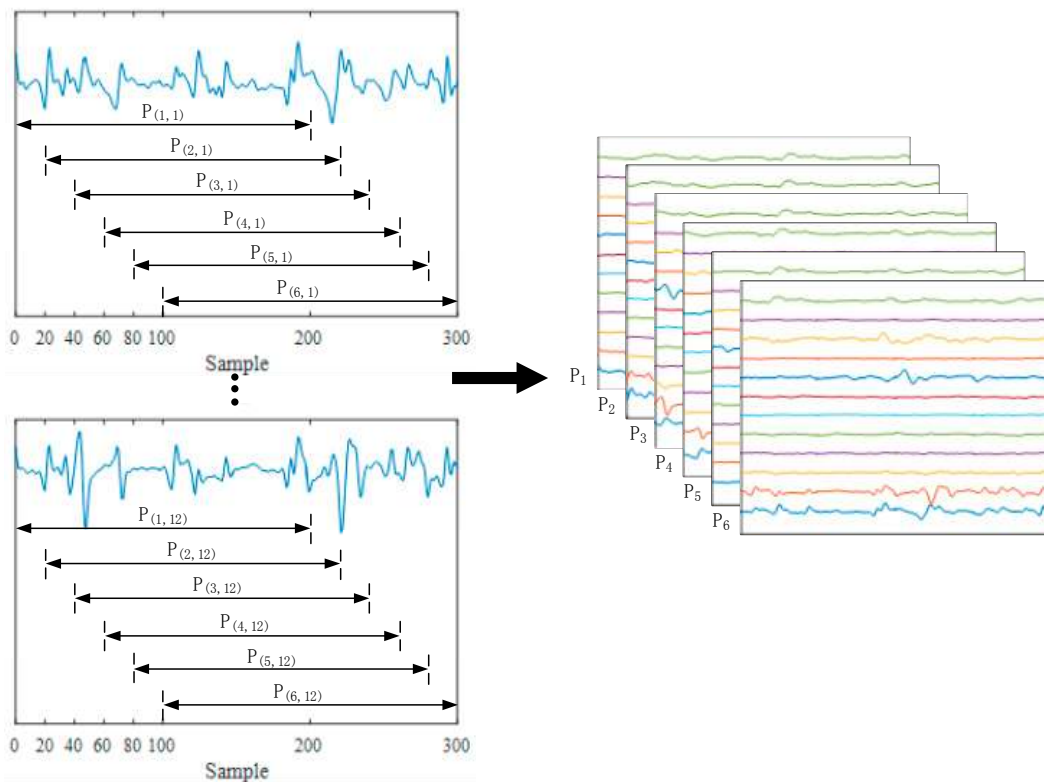 P(1, 1)
P(2, 1)
P(3, 1)
P(4, 1)
P(5, 1)
P(6, 1)
0 20 40 60 80 100 200 300
Sample
P(1, 12)
P(2, 12)
P(3, 12)
P(4, 12)
P(5, 12)
P(6, 12)
0 20 40 60 80 100 200 300
Sample
P1
P2
P3
P4
P5
P6